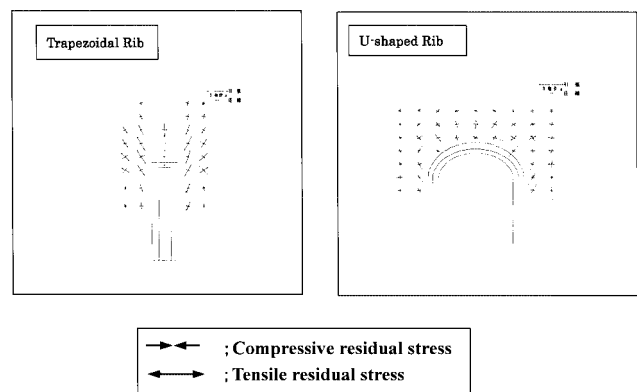 Trapezoidal Rib
U-shaped Rib
; Compressive residual stress
; Tensile residual stress